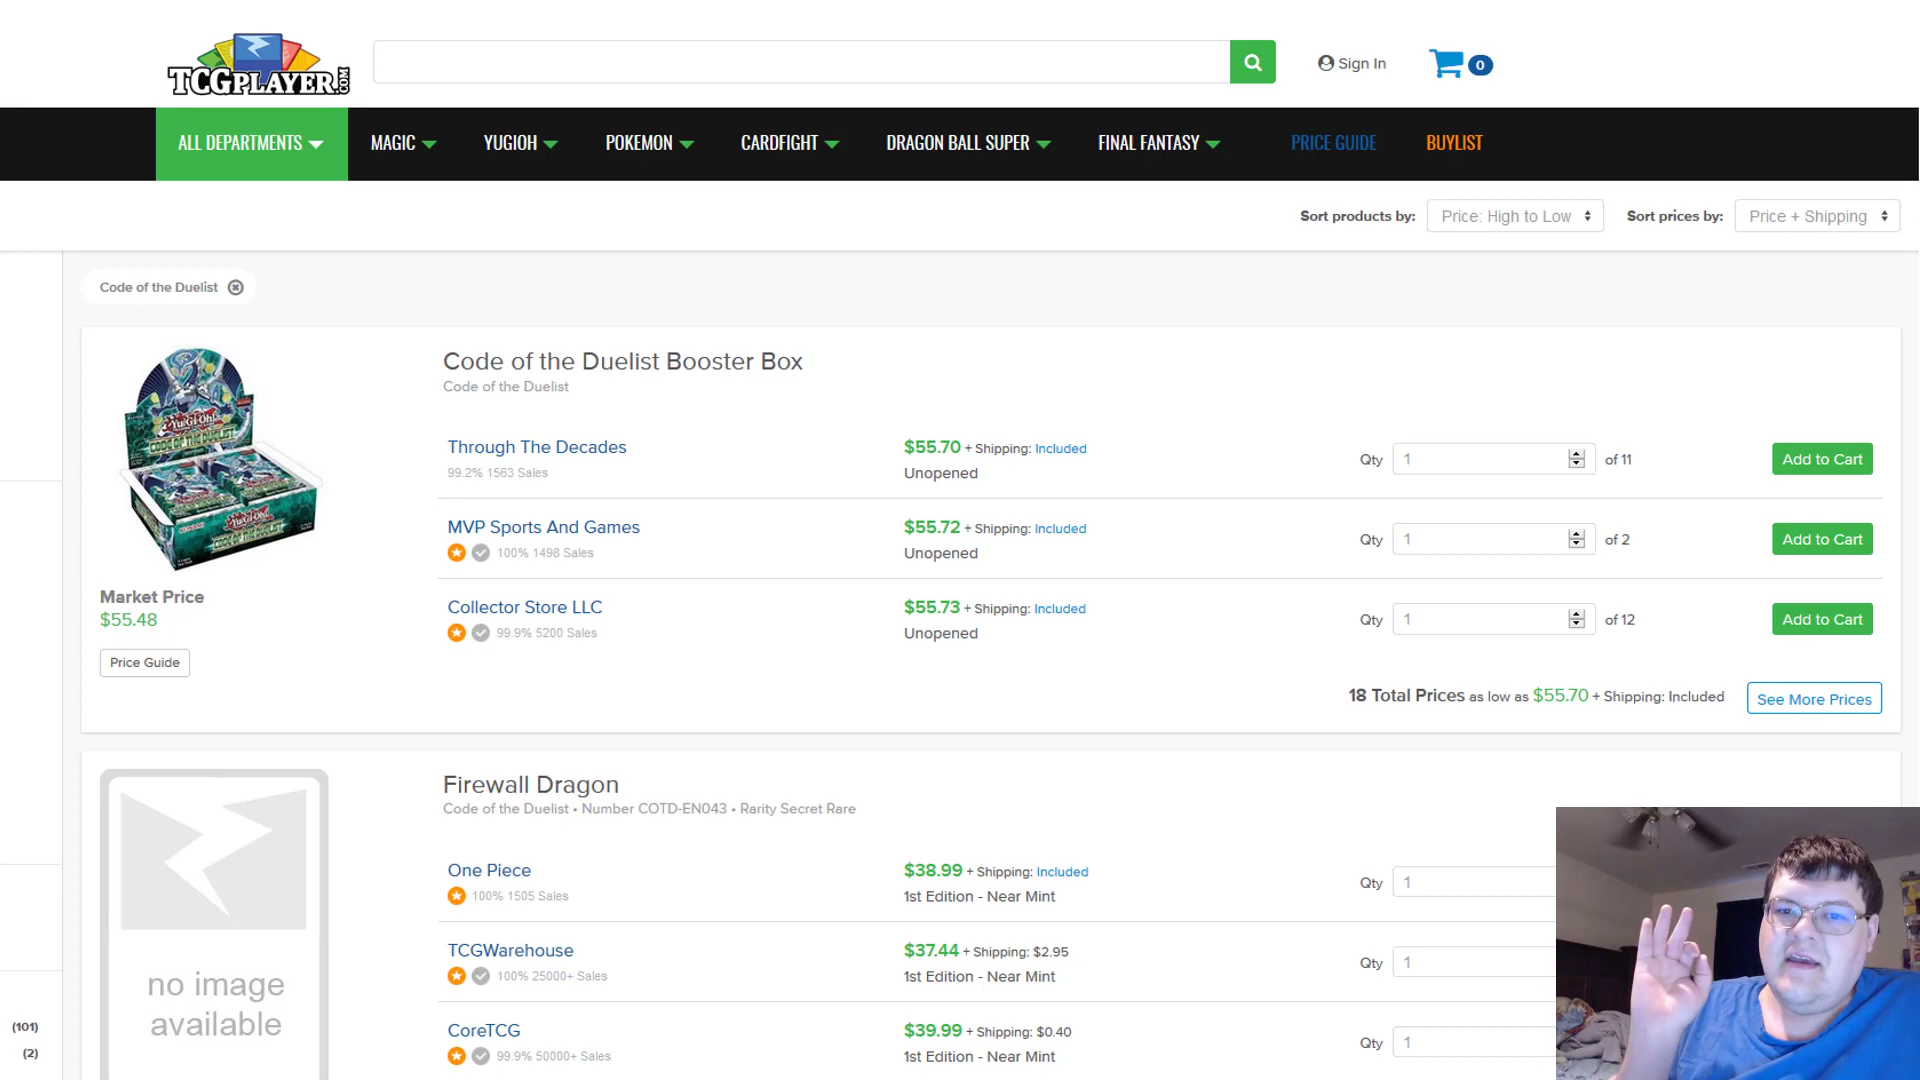 TCGPLAYER.COM
Sign In
0
ALL DEPARTMENTS
MAGIC
YUGIOH
POKEMON
CARDFIGHT
DRAGON BALL SUPER
FINAL FANTASY
PRICE GUIDE
BUYLIST
Sort products by:
Price: High to Low
Sort prices by:
Price + Shipping
Code of the Duelist
Code of the Duelist Booster Box
Code of the Duelist
Through The Decades
99.2% 1563 Sales
$55.70 + Shipping: Included
Unopened
Qty
1
of 11
Add to Cart
MVP Sports And Games
100% 1498 Sales
$55.72 + Shipping: Included
Unopened
Qty
1
of 2
Add to Cart
Yu-Gi-Oh!
CODE OF THE DUELIST
Market Price
$55.48
Price Guide
Collector Store LLC
99.9% 5200 Sales
$55.73 + Shipping: Included
Unopened
Qty
1
of 12
Add to Cart
18 Total Prices as low as $55.70 + Shipping: Included
See More Prices
Firewall Dragon
Code of the Duelist • Number COTD-EN043 • Rarity Secret Rare
One Piece
100% 1505 Sales
$38.99 + Shipping: Included
1st Edition - Near Mint
Qty
1
TCGWarehouse
100% 25000+ Sales
$37.44 + Shipping: $2.95
1st Edition - Near Mint
Qty
1
no image
available
CoreTCG
99.9% 50000+ Sales
$39.99 + Shipping: $0.40
1st Edition - Near Mint
Qty
1
(101)
(2)